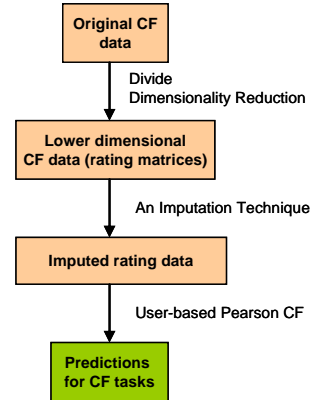 Original CF
data
Divide
Dimensionality Reduction
Lower dimensional
CF data (rating matrices)
An Imputation Technique
Imputed rating data
User-based Pearson CF
Predictions
for CF tasks